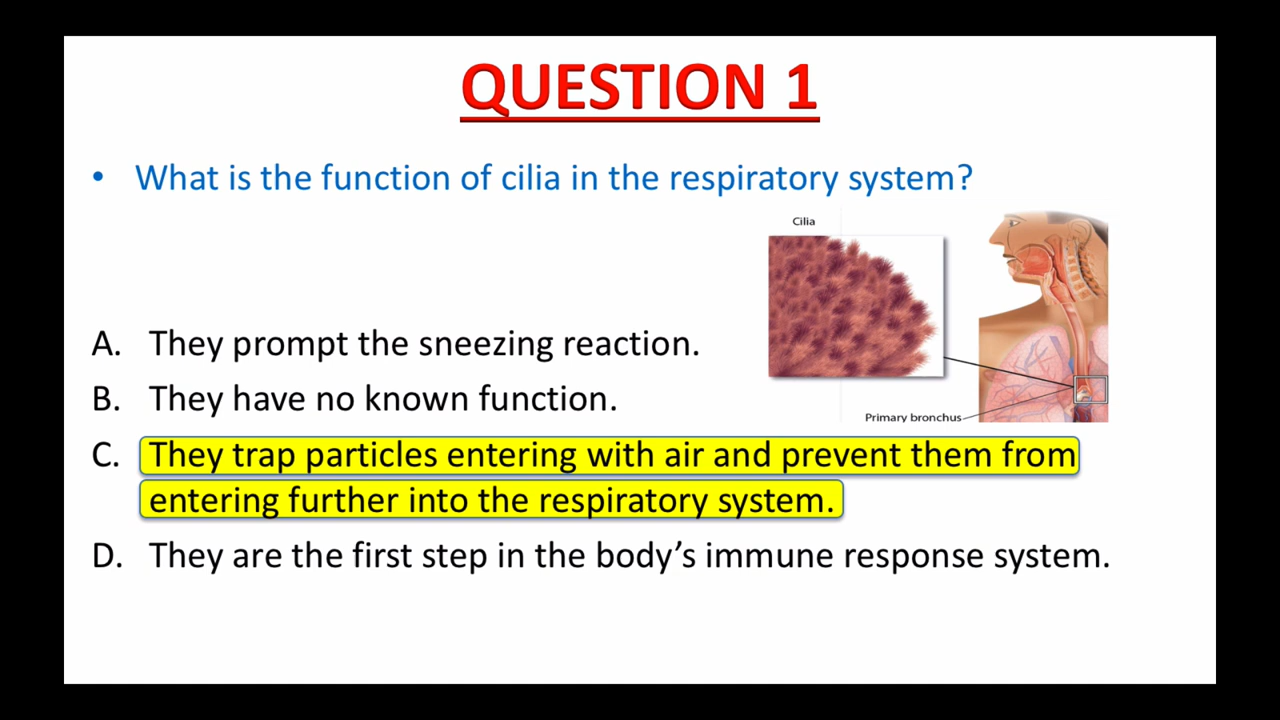 QUESTION 1
• What is the function of cilia in the respiratory system?
Cilia
Primary bronchus
A. They prompt the sneezing reaction.
B. They have no known function.
C. They trap particles entering with air and prevent them from
entering further into the respiratory system.
D. They are the first step in the body’s immune response system.